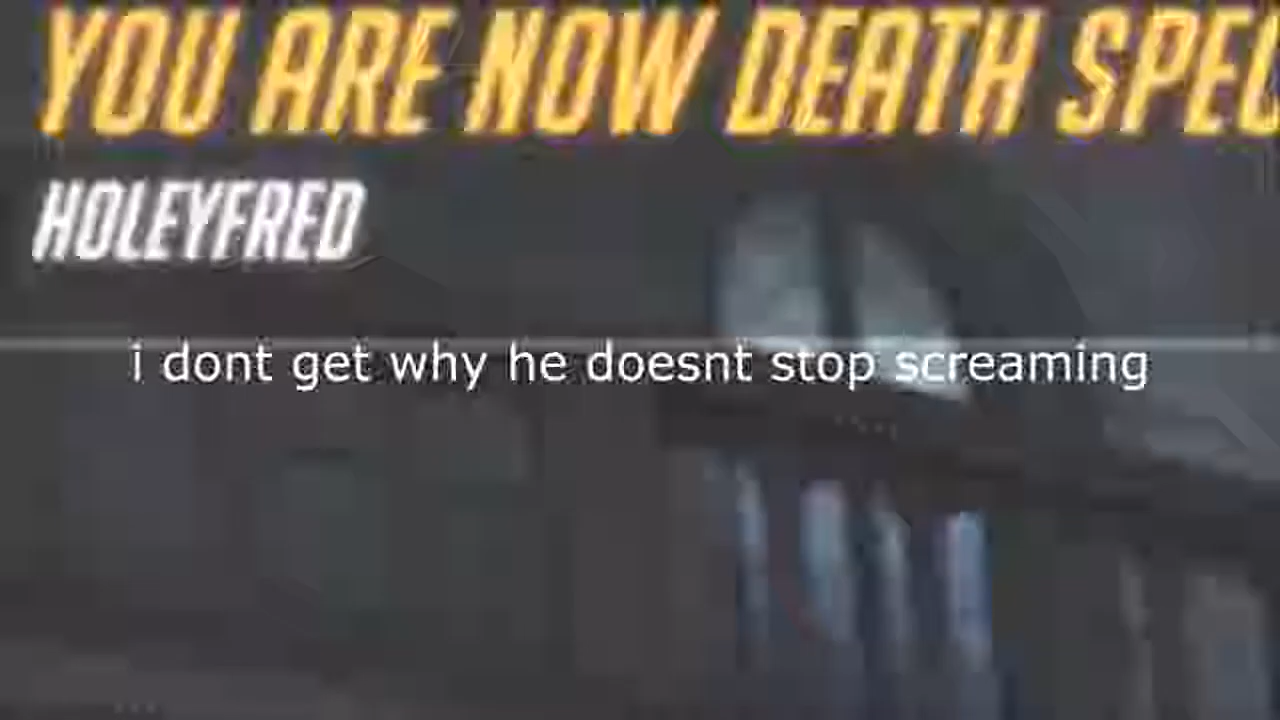 YOU ARE NOW DEATH SPEC
HOLEYFRED
i dont get why he doesnt stop screaming